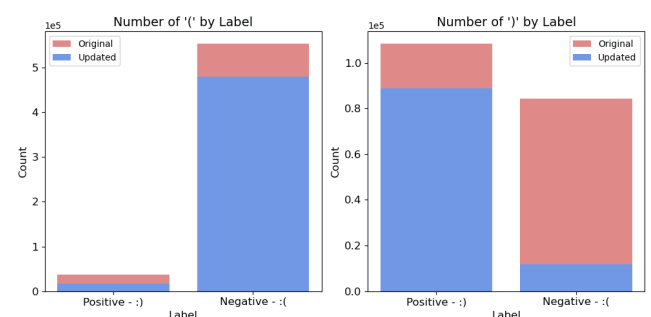 Number of '(' by Label
1e5
Original
Updated
5
4
3
2
1
0
Count
Positive - :)
Negative - :(
Label
Number of ')' by Label
1e5
Original
Updated
1.0
0.8
0.6
0.4
0.2
0.0
Count
Positive - :)
Negative - :(
Label